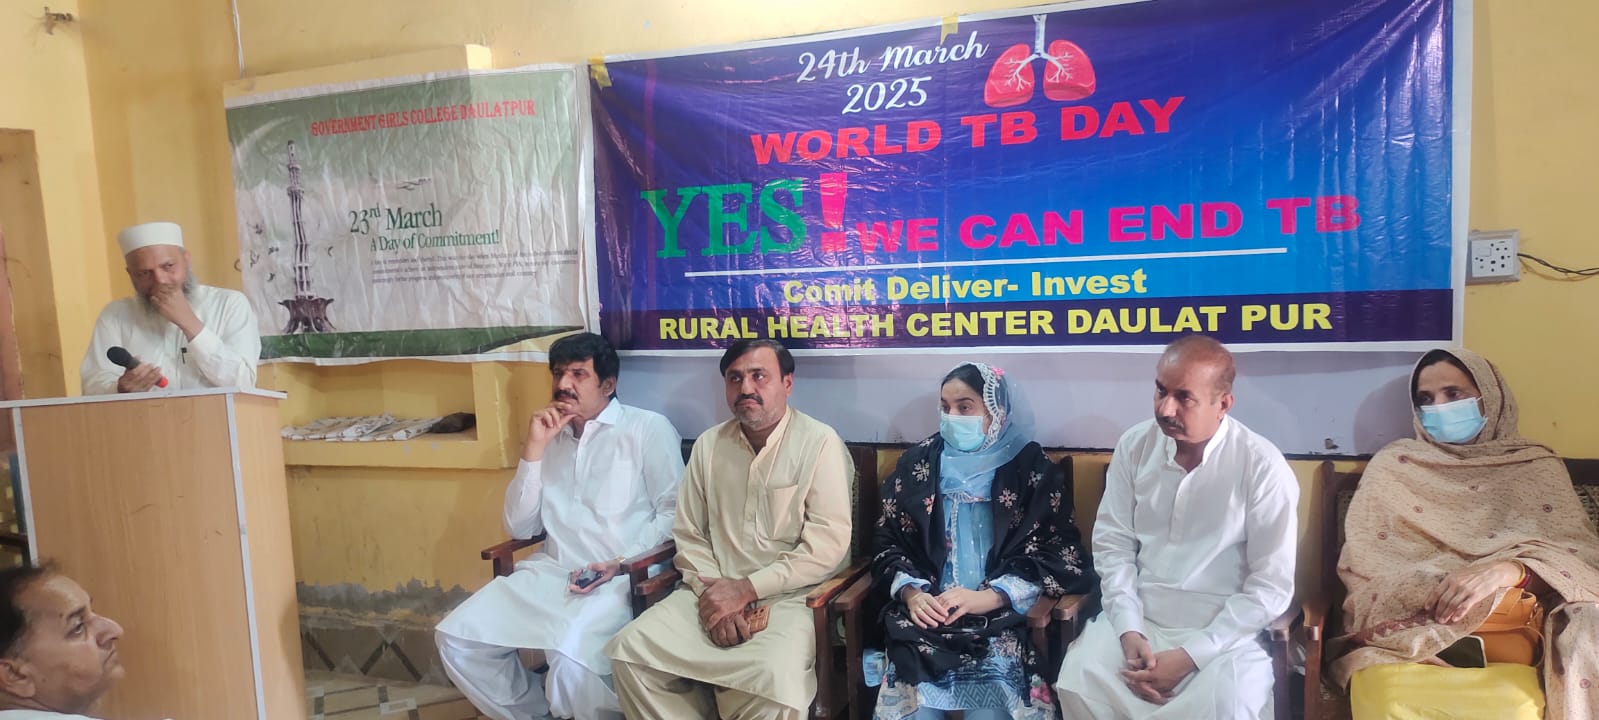 GOVERNMENT GIRLS COLLEGE DAULATPUR
23rd March
A Day of Commitment!
24th March
2025
WORLD TB DAY
YES! WE CAN END TB
Comit Deliver- Invest
RURAL HEALTH CENTER DAULAT PUR